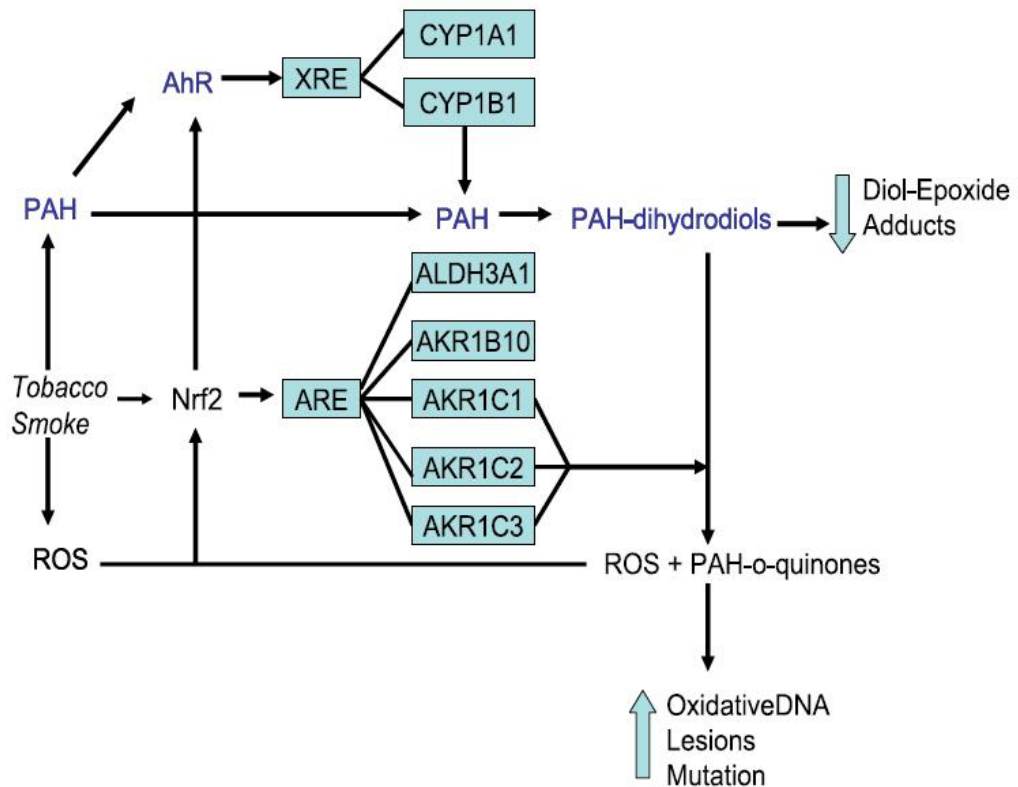 CYP1A1
AhR
XRE
CYP1B1
PAH
PAH
PAH-dihydrodiols
Diol-Epoxide
Adducts
ALDH3A1
AKR1B10
Tobacco
Smoke
Nrf2
ARE
AKR1C1
AKR1C2
AKR1C3
ROS
ROS + PAH-o-quinones
OxidativeDNA
Lesions
Mutation